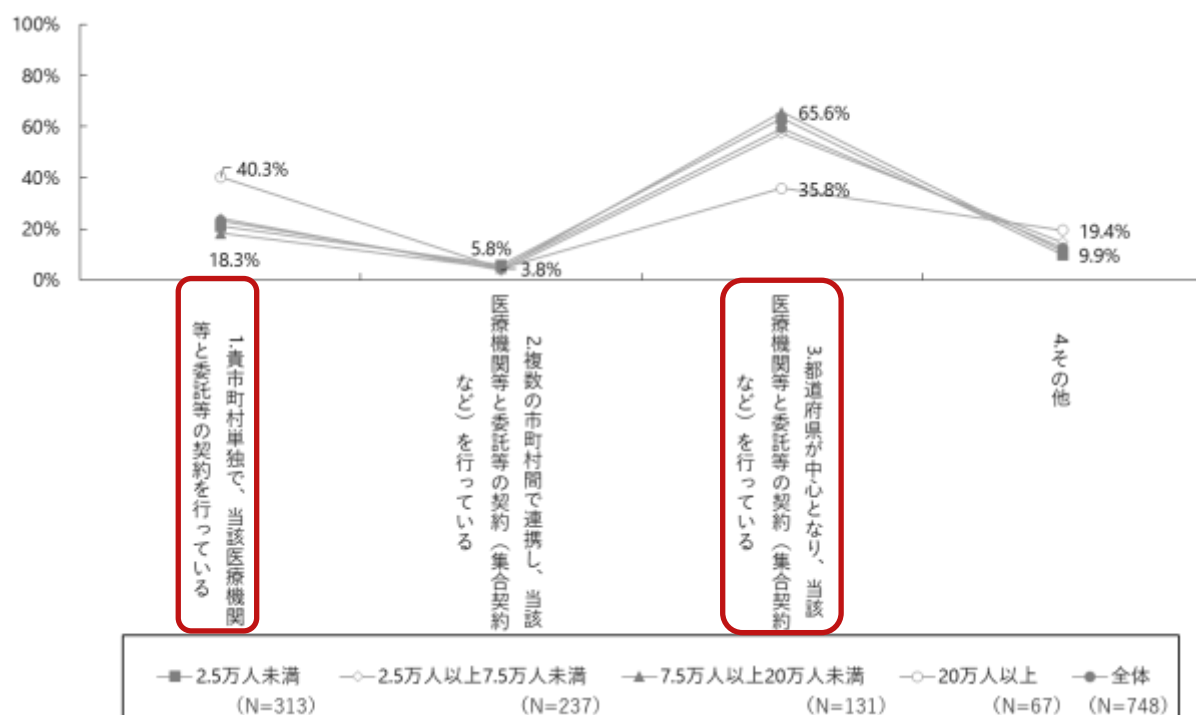 100%
80%
60%
40%
20%
0%
40.3%
18.3%
5.8%
3.8%
65.6%
35.8%
19.4%
9.9%
1.貴市町村単独で、当該医療機関
等と委託等の契約を行っている
2.複数の市町村間で連携し、当該
医療機関等と委託等の契約（集合契約
など）を行っている
3.都道府県が中心となり、当該
医療機関等と委託等の契約（集合契約
など）を行っている
4.その他
2.5万人未満
(N=313)
2.5万人以上7.5万人未満
(N=237)
7.5万人以上20万人未満
(N=131)
20万人以上
(N=67)
全体
(N=748)